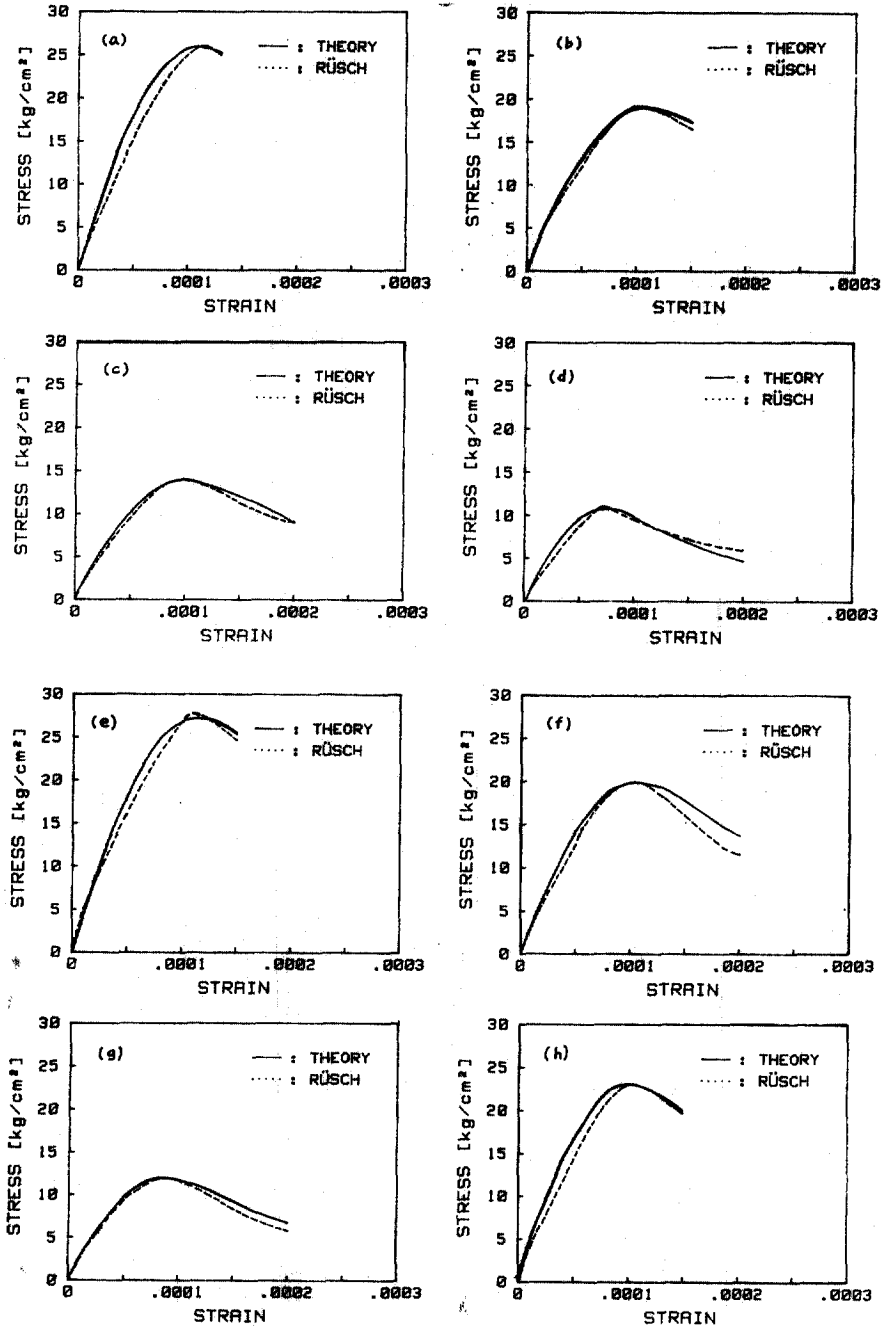 (a)
— : THEORY
····· : RÜSCH
STRESS [kg/cm²]
30
25
20
15
10
5
0
0 .0001 .0002 .0003
STRAIN
(b)
— : THEORY
····· : RÜSCH
STRESS [kg/cm²]
30
25
20
15
10
5
0
0 .0001 .0002 .0003
STRAIN
(c)
— : THEORY
····· : RÜSCH
STRESS [kg/cm²]
30
25
20
15
10
5
0
0 .0001 .0002 .0003
STRAIN
(d)
— : THEORY
····· : RÜSCH
STRESS [kg/cm²]
30
25
20
15
10
5
0
0 .0001 .0002 .0003
STRAIN
(e)
— : THEORY
····· : RÜSCH
STRESS [kg/cm²]
30
25
20
15
10
5
0
0 .0001 .0002 .0003
STRAIN
(f)
— : THEORY
····· : RÜSCH
STRESS [kg/cm²]
30
25
20
15
10
5
0
0 .0001 .0002 .0003
STRAIN
(g)
— : THEORY
····· : RÜSCH
STRESS [kg/cm²]
30
25
20
15
10
5
0
0 .0001 .0002 .0003
STRAIN
(h)
— : THEORY
····· : RÜSCH
STRESS [kg/cm²]
30
25
20
15
10
5
0
0 .0001 .0002 .0003
STRAIN